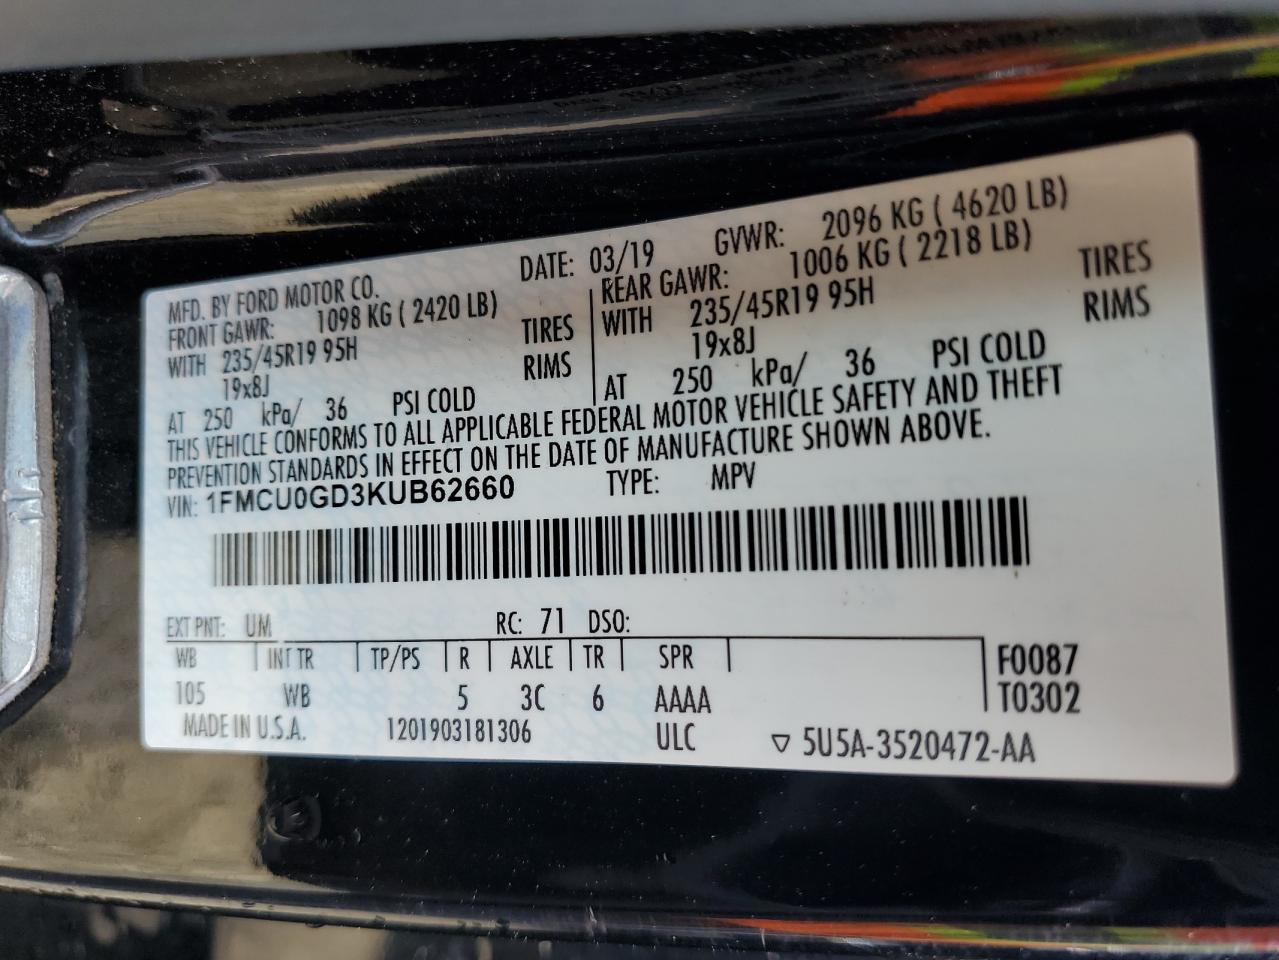 MFD. BY FORD MOTOR CO. DATE: 03/19 GVWR: 2096 KG ( 4620 LB)
FRONT GAWR: 1098 KG ( 2420 LB) REAR GAWR: 1006 KG ( 2218 LB)
WITH 235/45R19 95H TIRES WITH 235/45R19 95H TIRES
19x8J RIMS 19x8J RIMS
AT 250 kPa/ 36 PSI COLD AT 250 kPa/ 36 PSI COLD
THIS VEHICLE CONFORMS TO ALL APPLICABLE FEDERAL MOTOR VEHICLE SAFETY AND THEFT
PREVENTION STANDARDS IN EFFECT ON THE DATE OF MANUFACTURE SHOWN ABOVE.
VIN: 1FMCU0GD3KUB62660 TYPE: MPV
EXT PNT: UM RC: 71 DSO:
WB INT TR TP/PS R AXLE TR SPR F0087
105 WB 5 3C 6 AAAA T0302
MADE IN U.S.A. 1201903181306 ULC ▽ 5U5A-3520472-AA